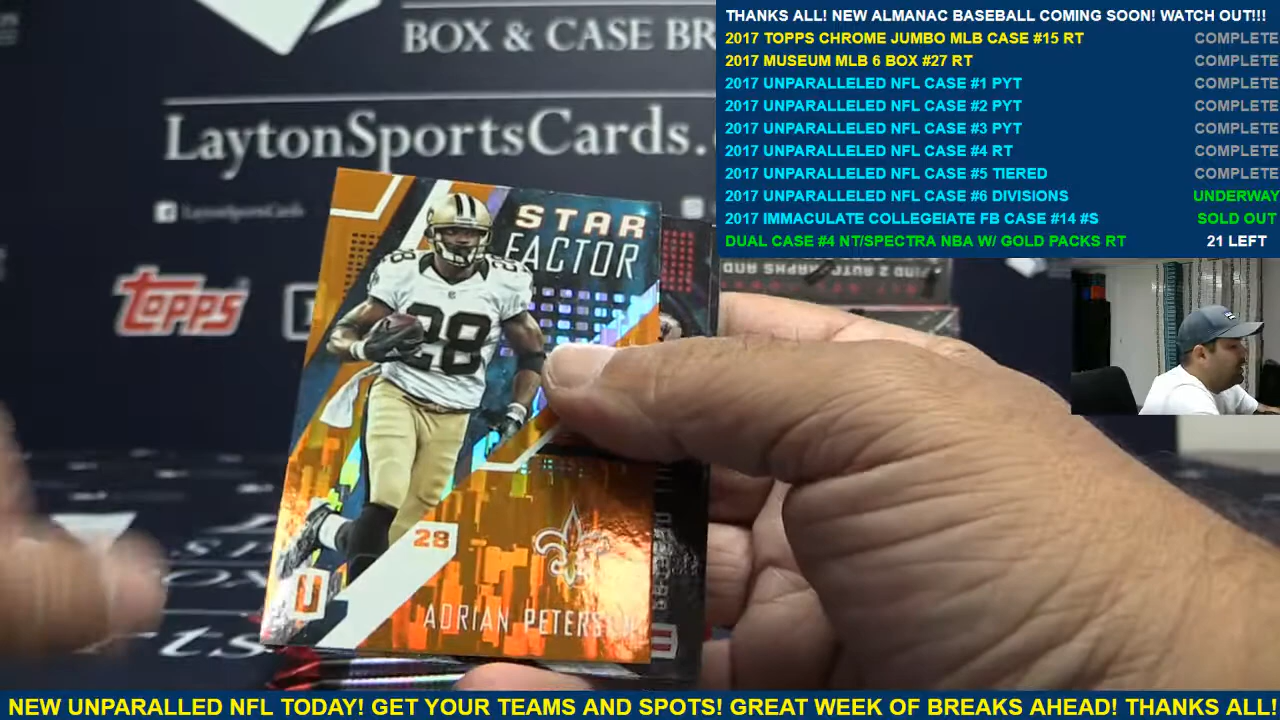 BOX & CASE BR
LaytonSportsCards.
LaytonSportsCards
Topps
STAR
FACTOR
28
28
U
ADRIAN PETERS
THANKS ALL! NEW ALMANAC BASEBALL COMING SOON! WATCH OUT!!!
2017 TOPPS CHROME JUMBO MLB CASE #15 RT COMPLETE
2017 MUSEUM MLB 6 BOX #27 RT COMPLETE
2017 UNPARALLELED NFL CASE #1 PYT COMPLETE
2017 UNPARALLELED NFL CASE #2 PYT COMPLETE
2017 UNPARALLELED NFL CASE #3 PYT COMPLETE
2017 UNPARALLELED NFL CASE #4 RT COMPLETE
2017 UNPARALLELED NFL CASE #5 TIERED COMPLETE
2017 UNPARALLELED NFL CASE #6 DIVISIONS UNDERWAY
2017 IMMACULATE COLLEGEIATE FB CASE #14 #S SOLD OUT
DUAL CASE #4 NT/SPECTRA NBA W/ GOLD PACKS RT 21 LEFT
FIND 2 AUTOGRAPHS AND
NEW UNPARALLED NFL TODAY! GET YOUR TEAMS AND SPOTS! GREAT WEEK OF BREAKS AHEAD! THANKS ALL!